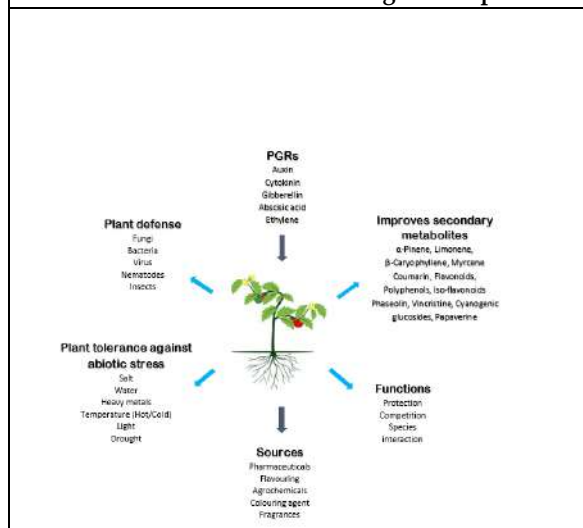 PGRs
Auxin
Cytokinin
Gibberellin
Abscisic acid
Ethylene
Plant defense
Fungi
Bacteria
Virus
Nematodes
Insects
Improves secondary
metabolites
α-Pinene, Limonene,
β-Caryophyllene, Myrcene
Coumarin, Flavonoids,
Polyphenols, Iso-flavonoids
Phaseolin, Vincristine, Cyanogenic
glucosides, Papaverine
Plant tolerance against
abiotic stress
Salt
Water
Heavy metals
Temperature (Hot/Cold)
Light
Drought
Functions
Protection
Competition
Species
interaction
Sources
Pharmaceuticals
Flavouring
Agrochemicals
Colouring agent
Fragrances